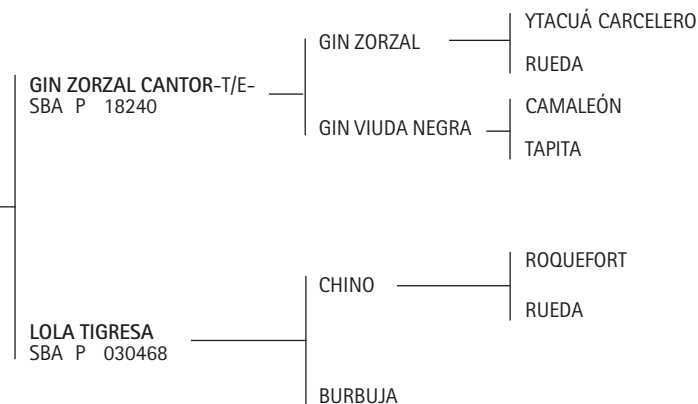 YTACUÁ CARCELERO
GIN ZORZAL
RUEDA
GIN ZORZAL CANTOR-T/E-
SBA P 18240
CAMALEÓN
GIN VIUDA NEGRA
TAPITA
ROQUEFORT
CHINO
RUEDA
LOLA TIGRESA
SBA P 030468
BURBUJA